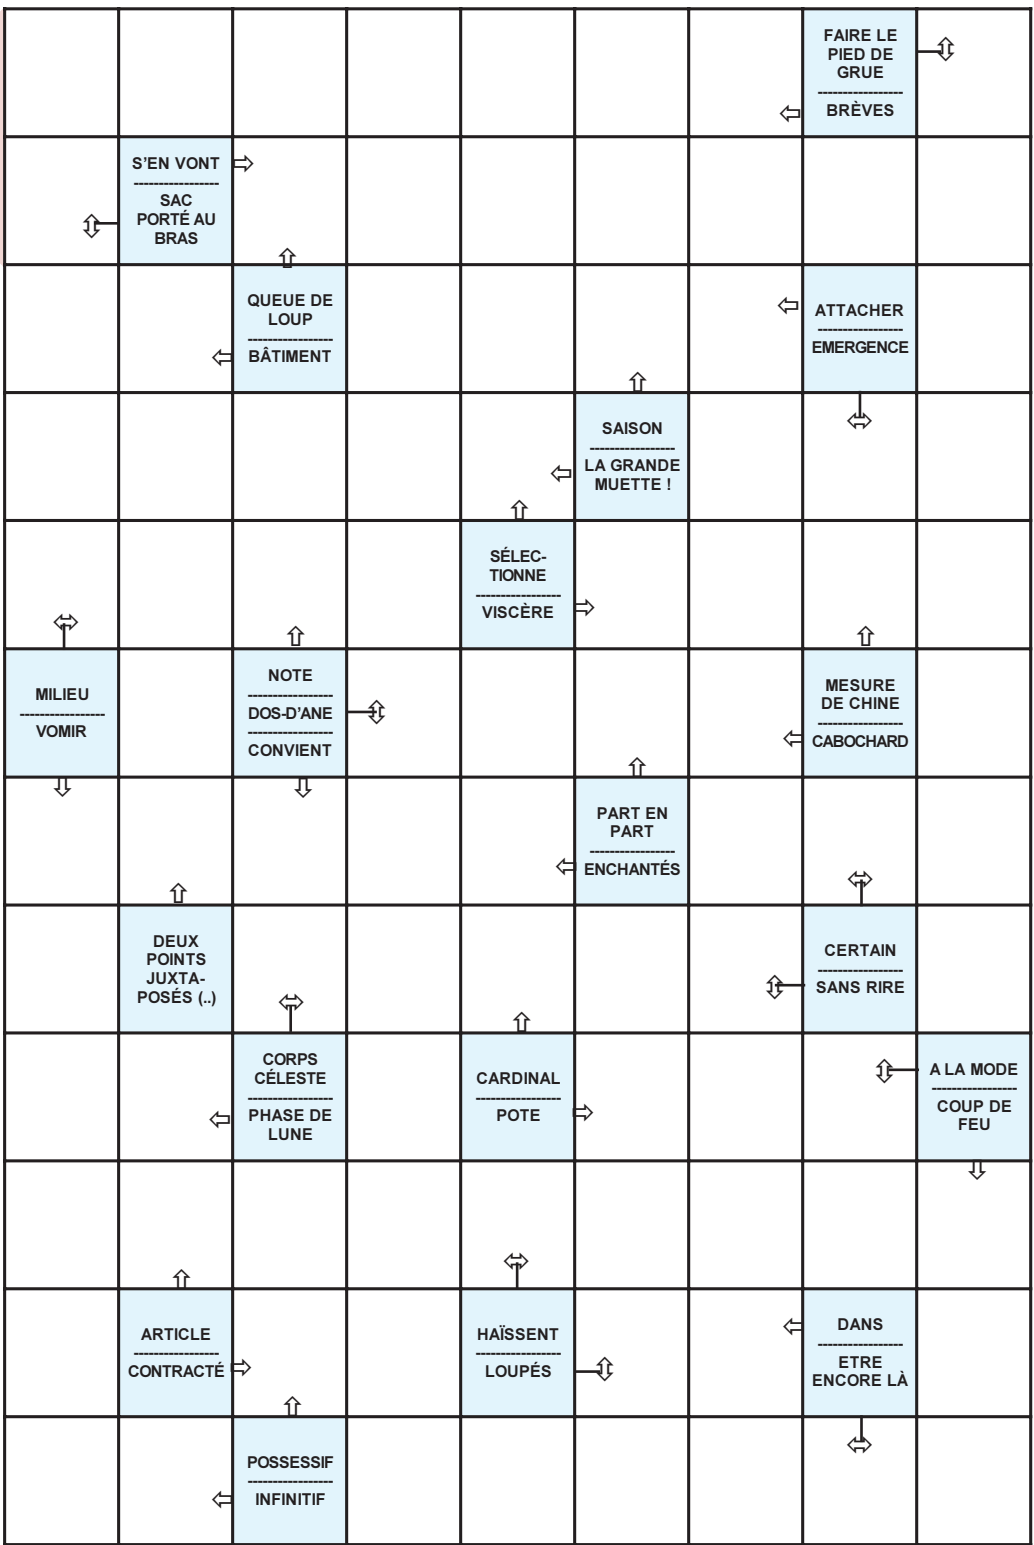 FAIRE LE
PIED DE
GRUE
-----------------
BRÈVES
S'EN VONT
-----------------
SAC
PORTÉ AU
BRAS
QUEUE DE
LOUP
-----------------
BÂTIMENT
ATTACHER
-----------------
EMERGENCE
SAISON
-----------------
LA GRANDE
MUETTE !
SÉLEC-
TIONNE
-----------------
VISCÈRE
MILIEU
-----------------
VOMIR
NOTE
-----------------
DOS-D'ANE
-----------------
CONVIENT
MESURE
DE CHINE
-----------------
CABOCHARD
PART EN
PART
-----------------
ENCHANTÉS
DEUX
POINTS
JUXTA-
POSÉS (..)
CERTAIN
-----------------
SANS RIRE
CORPS
CÉLESTE
-----------------
PHASE DE
LUNE
CARDINAL
-----------------
POTE
A LA MODE
-----------------
COUP DE
FEU
ARTICLE
-----------------
CONTRACTÉ
HAÏSSENT
-----------------
LOUPÉS
DANS
-----------------
ETRE
ENCORE LÀ
POSSESSIF
-----------------
INFINITIF